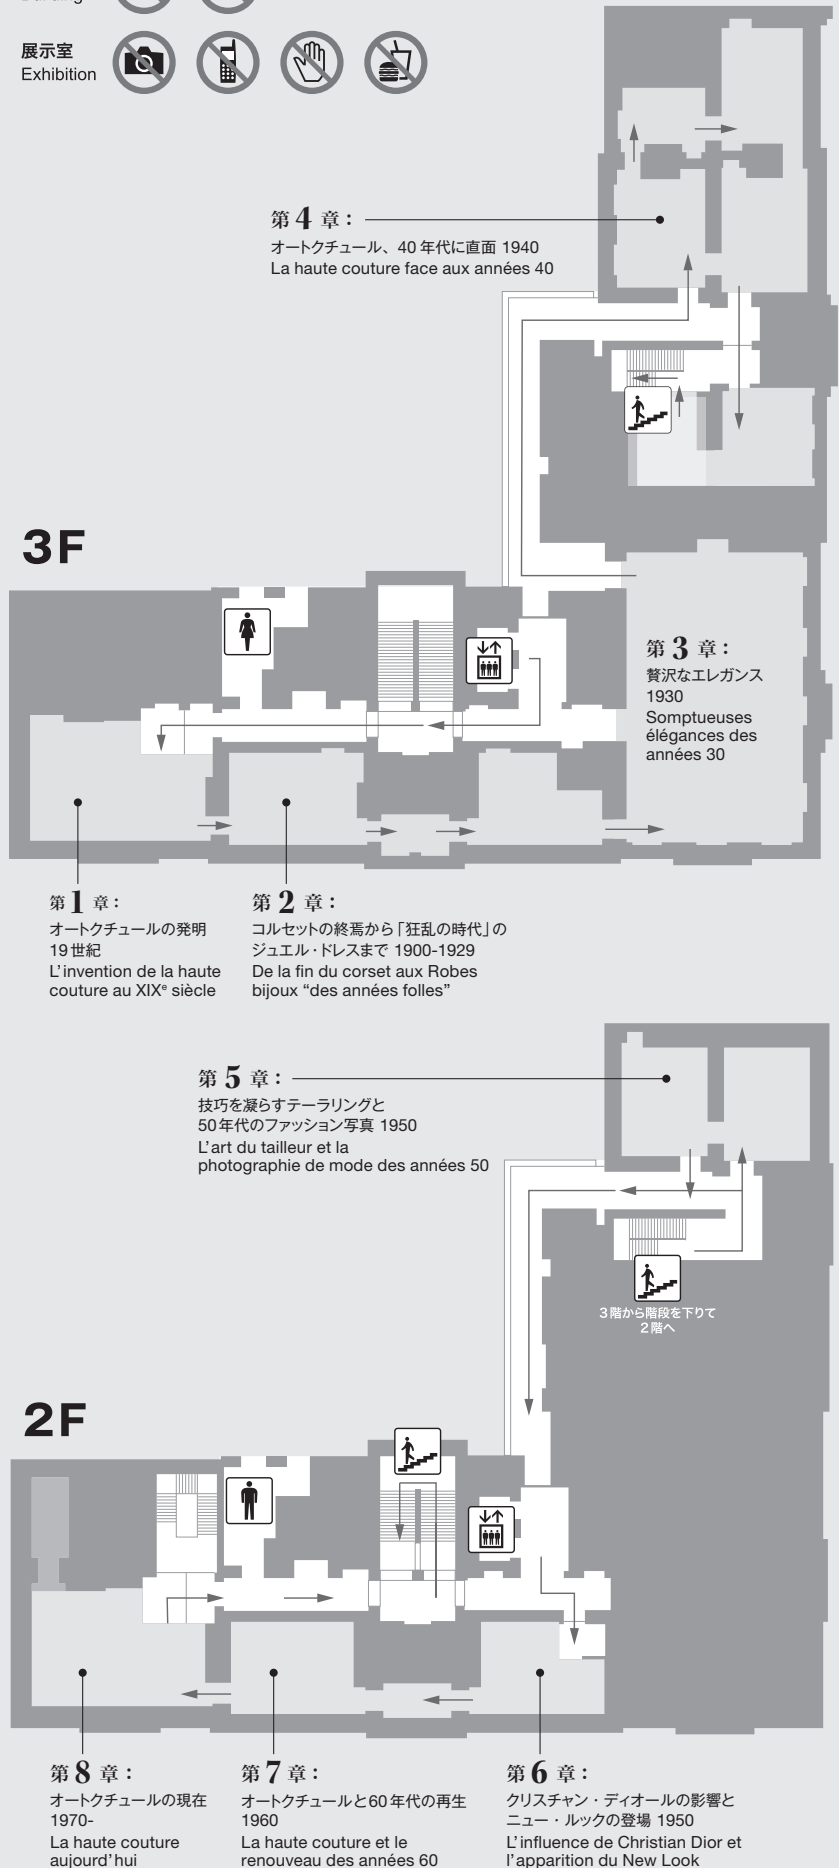 展示室
Exhibition
第4章：
オートクチュール、40年代に直面 1940
La haute couture face aux années 40
3F
第3章：
贅沢なエレガンス
1930
Somptueuses
élégances des
années 30
第1章：
オートクチュールの発明
19世紀
L'invention de la haute
couture au XIXe siècle
第2章：
コルセットの終焉から「狂乱の時代」の
ジュエル・ドレスまで 1900-1929
De la fin du corset aux Robes
bijoux “des années folles”
第5章：
技巧を凝らすテーラリングと
50年代のファッション写真 1950
L'art du tailleur et la
photographie de mode des années 50
3階から階段を下りて
2階へ
2F
第8章：
オートクチュールの現在
1970-
La haute couture
aujourd'hui
第7章：
オートクチュールと60年代の再生
1960
La haute couture et le
renouveau des années 60
第6章：
クリスチャン・ディオールの影響と
ニュー・ルックの登場 1950
L'influence de Christian Dior et
l'apparition du New Look